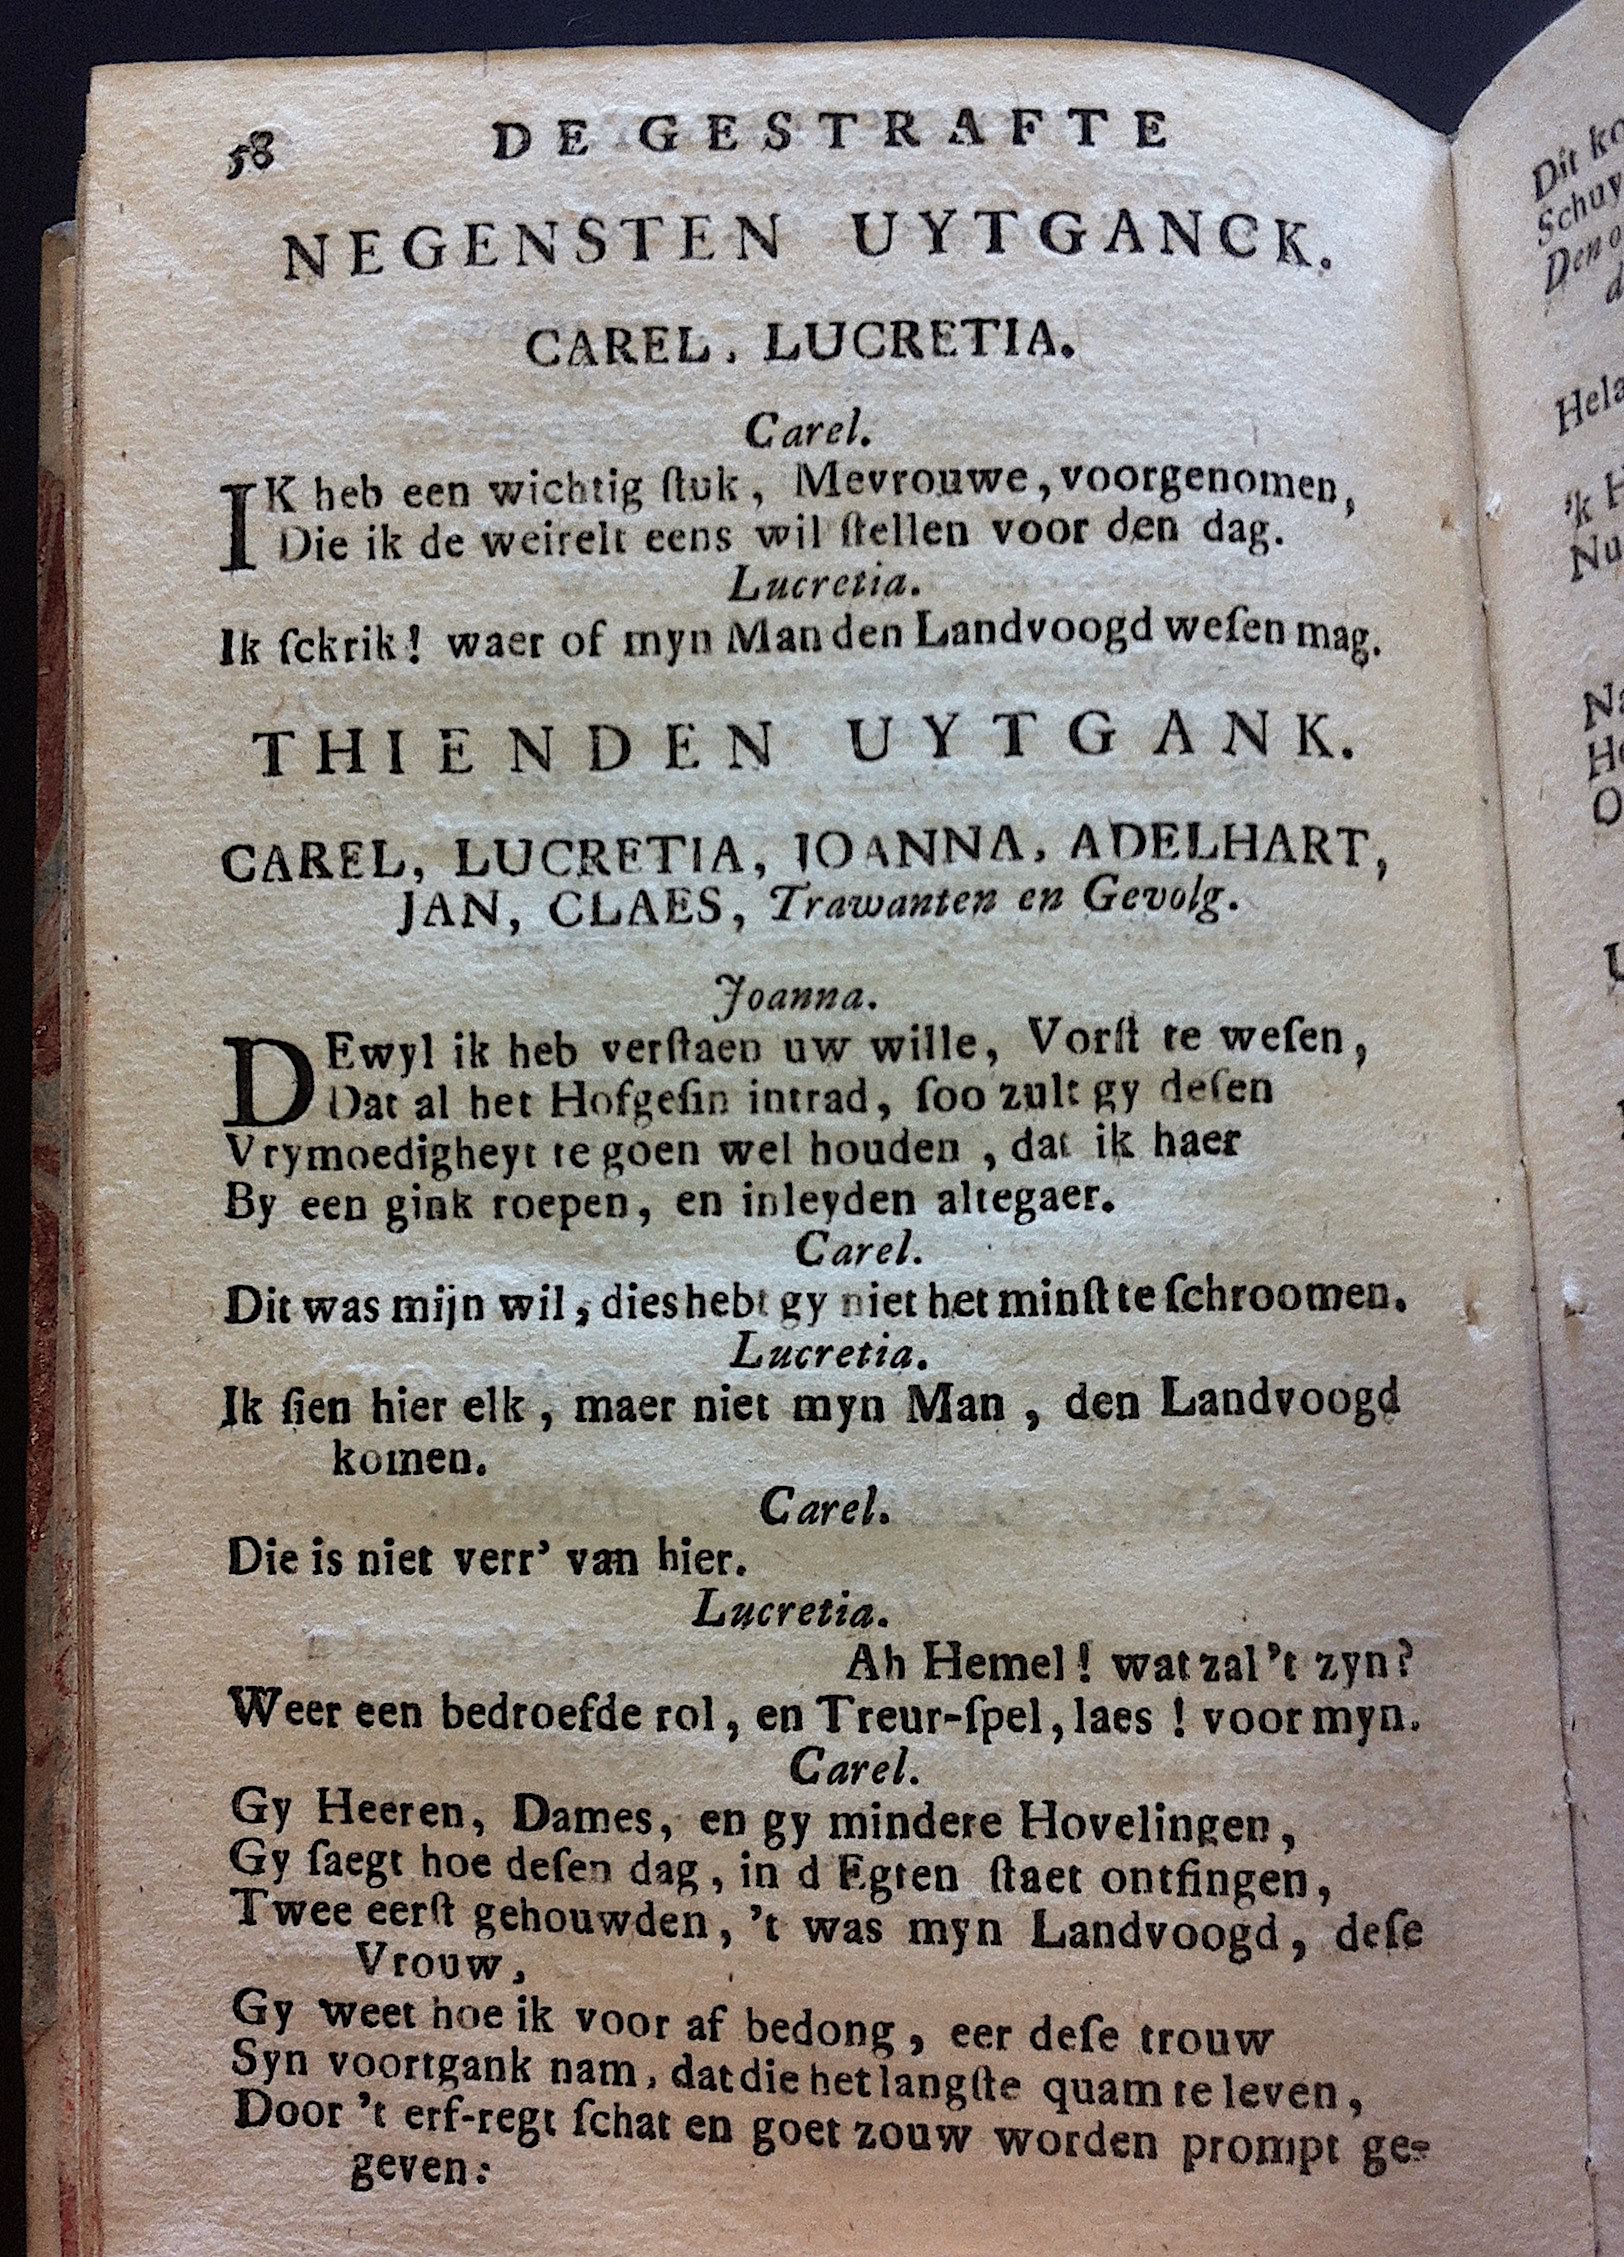 58 DE GESTRAFTE
NEGENSTEN UYTGANCK.
CAREL, LUCRETIA.
Carel.
IK heb een wichtig ſtuk, Mevrouwe, voorgenomen,
Die ik de weirelt eens wil ſtellen voor den dag.
Lucretia.
Ik ſckrik! waer of myn Man den Landvoogd weſen mag.
THIENDEN UYTGANK.
CAREL, LUCRETIA, IOANNA, ADELHART,
JAN, CLAES, Trawanten en Gevolg.
Joanna.
DEwyl ik heb verſtaen uw wille, Vorſt te weſen,
Dat al het Hofgeſin intrad, ſoo zult gy deſen
Vrymoedigheyt te goen wel houden, dat ik haer
By een gink roepen, en inleyden altegaer.
Carel.
Dit was mijn wil, dies hebt gy niet het minſt te ſchroomen.
Lucretia.
Ik ſien hier elk, maer niet myn Man, den Landvoogd
komen.
Carel.
Die is niet verr' van hier.
Lucretia.
Ah Hemel! wat zal 't zyn?
Weer een bedroefde rol, en Treur-ſpel, laes! voor myn.
Carel.
Gy Heeren, Dames, en gy mindere Hovelingen,
Gy ſaegt hoe deſen dag, in d Egten ſtaet ontfingen,
Twee eerſt gehouwden, 't was myn Landvoogd, deſe
Vrouw,
Gy weet hoe ik voor af bedong, eer deſe trouw
Syn voortgank nam, dat die het langſte quam te leven,
Door 't erf-regt ſchat en goet zouw worden prompt ge-
geven:
Dit
Den
Hela
'k
Nu